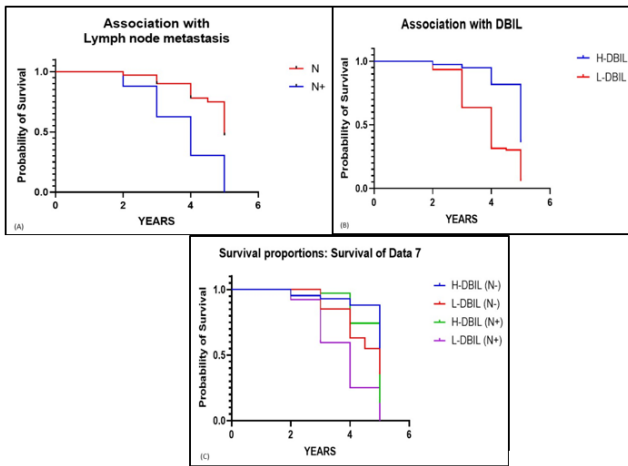 Association with
Lymph node metastasis
N
N+
Probability of Survival
1.0
0.5
0.0
0
2
4
6
YEARS
(A)
Association with DBIL
H-DBIL
L-DBIL
Probability of Survival
1.0
0.5
0.0
0
2
4
6
YEARS
(B)
Survival proportions: Survival of Data 7
H-DBIL (N-)
L-DBIL (N-)
H-DBIL (N+)
L-DBIL (N+)
Probability of Survival
1.0
0.5
0.0
0
2
4
6
YEARS
(C)